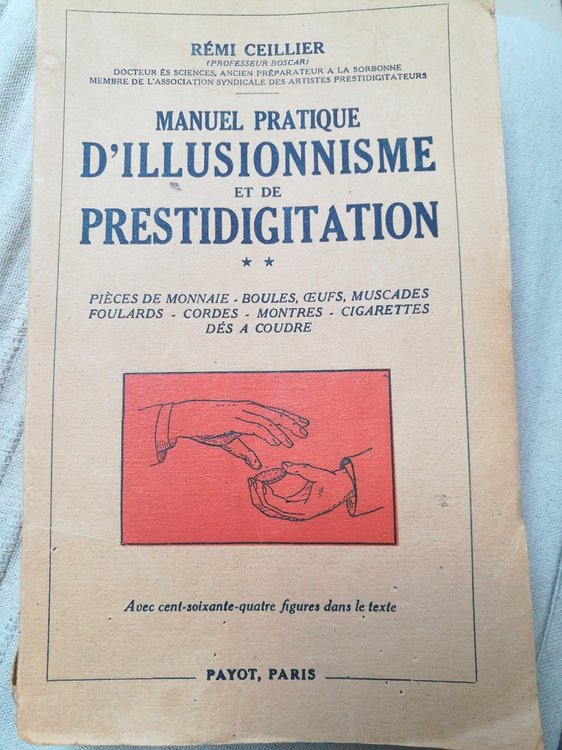 RÉMI CEILLIER
(PROFESSEUR BOSCAR)
DOCTEUR ÈS SCIENCES, ANCIEN PRÉPARATEUR A LA SORBONNE
MEMBRE DE L'ASSOCIATION SYNDICALE DES ARTISTES PRESTIDIGITATEURS
MANUEL PRATIQUE
D'ILLUSIONNISME
ET DE
PRESTIDIGITATION
★ ★
PIÈCES DE MONNAIE - BOULES, ŒUFS, MUSCADES
FOULARDS - CORDES - MONTRES - CIGARETTES
DÉS A COUDRE
Avec cent-soixante-quatre figures dans le texte
PAYOT, PARIS